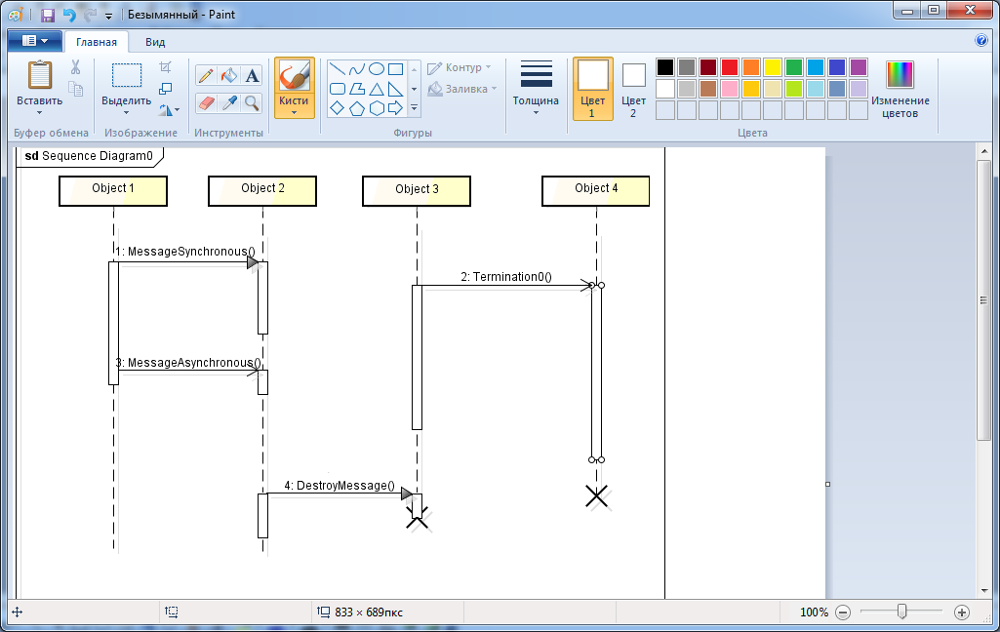 Безымянный - Paint
Главная
Вид
Вставить
Выделить
A
Кисти
Контур
Заливка
Толщина
Цвет
1
Цвет
2
Изменение
цветов
Буфер обмена
Изображение
Инструменты
Фигуры
Цвета
sd Sequence Diagram0
Object 1
Object 2
Object 3
Object 4
1: MessageSynchronous()
2: Termination0()
3: MessageAsynchronous()
4: DestroyMessage()
833 × 689пкс
100%